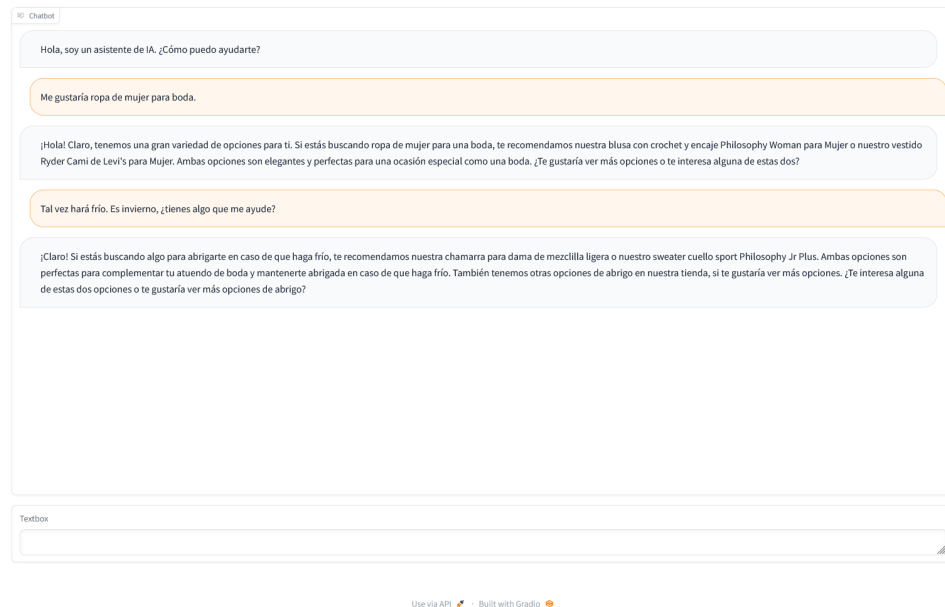 Chatbot
Hola, soy un asistente de IA. ¿Cómo puedo ayudarte?
Me gustaría ropa de mujer para boda.
¡Hola! Claro, tenemos una gran variedad de opciones para ti. Si estás buscando ropa de mujer para una boda, te recomendamos nuestra blusa con crochet y encaje Philosophy Woman para Mujer o nuestro vestido
Ryder Cami de Levi's para Mujer. Ambas opciones son elegantes y perfectas para una ocasión especial como una boda. ¿Te gustaría ver más opciones o te interesa alguna de estas dos?
Tal vez hará frío. Es invierno, ¿tienes algo que me ayude?
¡Claro! Si estás buscando algo para abrigarte en caso de que haga frío, te recomendamos nuestra chamarra para dama de mezclilla ligera o nuestro sweater cuello sport Philosophy Jr Plus. Ambas opciones son
perfectas para complementar tu atuendo de boda y mantenerte abrigada en caso de que haga frío. También tenemos otras opciones de abrigo en nuestra tienda, si te gustaría ver más opciones. ¿Te interesa alguna
de estas dos opciones o te gustaría ver más opciones de abrigo?
Textbox
Use via API · Built with Gradio